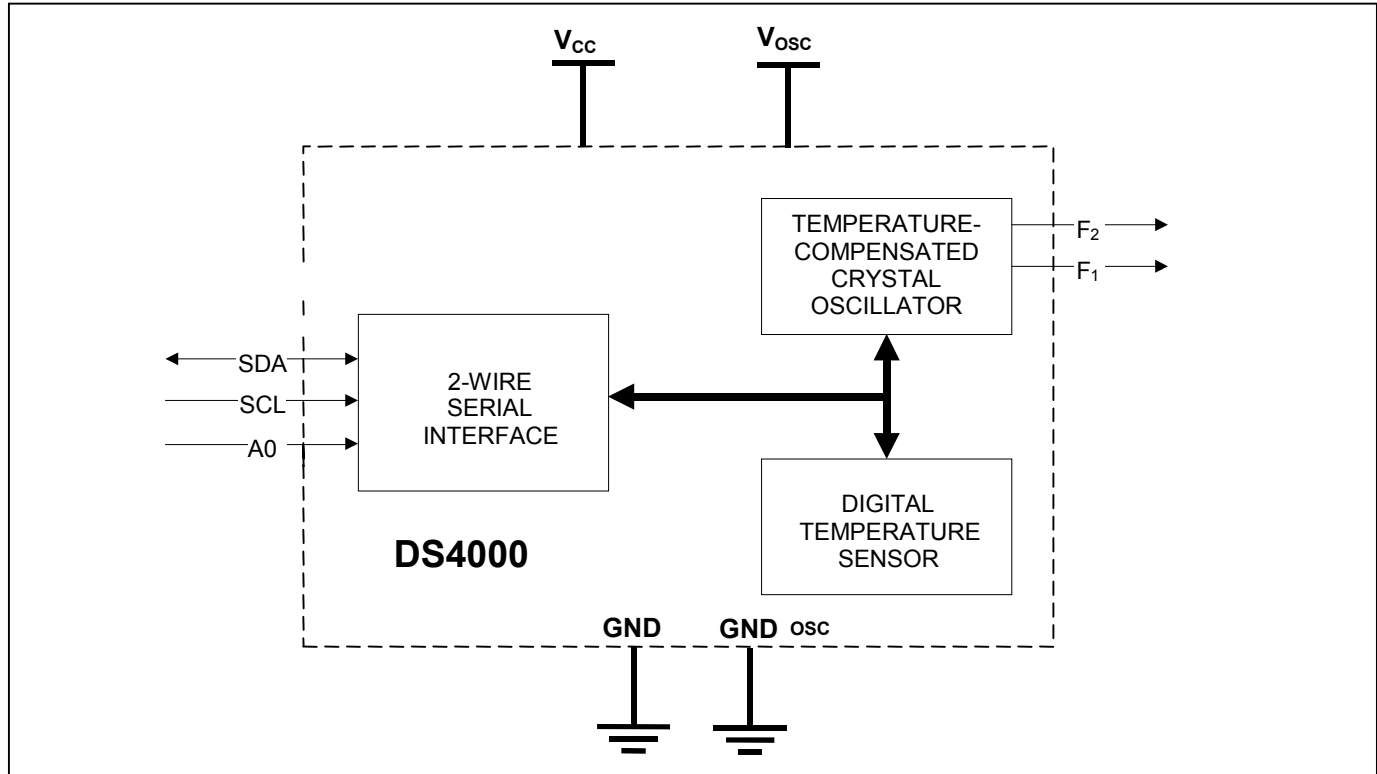 VCC
VOSC
TEMPERATURE-
COMPENSATED
CRYSTAL
OSCILLATOR
F2
F1
SDA
SCL
A0
2-WIRE
SERIAL
INTERFACE
DIGITAL
TEMPERATURE
SENSOR
DS4000
GND
GND OSC